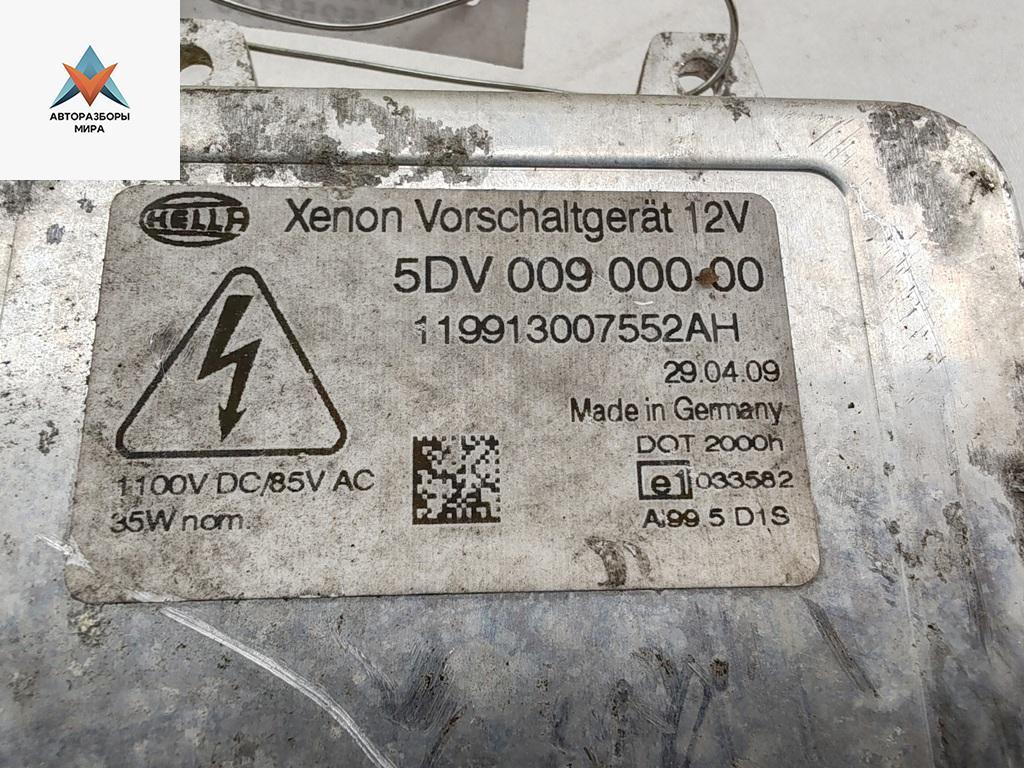 АВТОРАЗБОРЫ
МИРА
HELLA
Xenon Vorschaltgerät 12V
5DV 009 000-00
119913007552AH
29.04.09
Made in Germany
DOT 2000h
e1 033582
1100V DC/85V AC
35W nom.
A 99 5 D1S